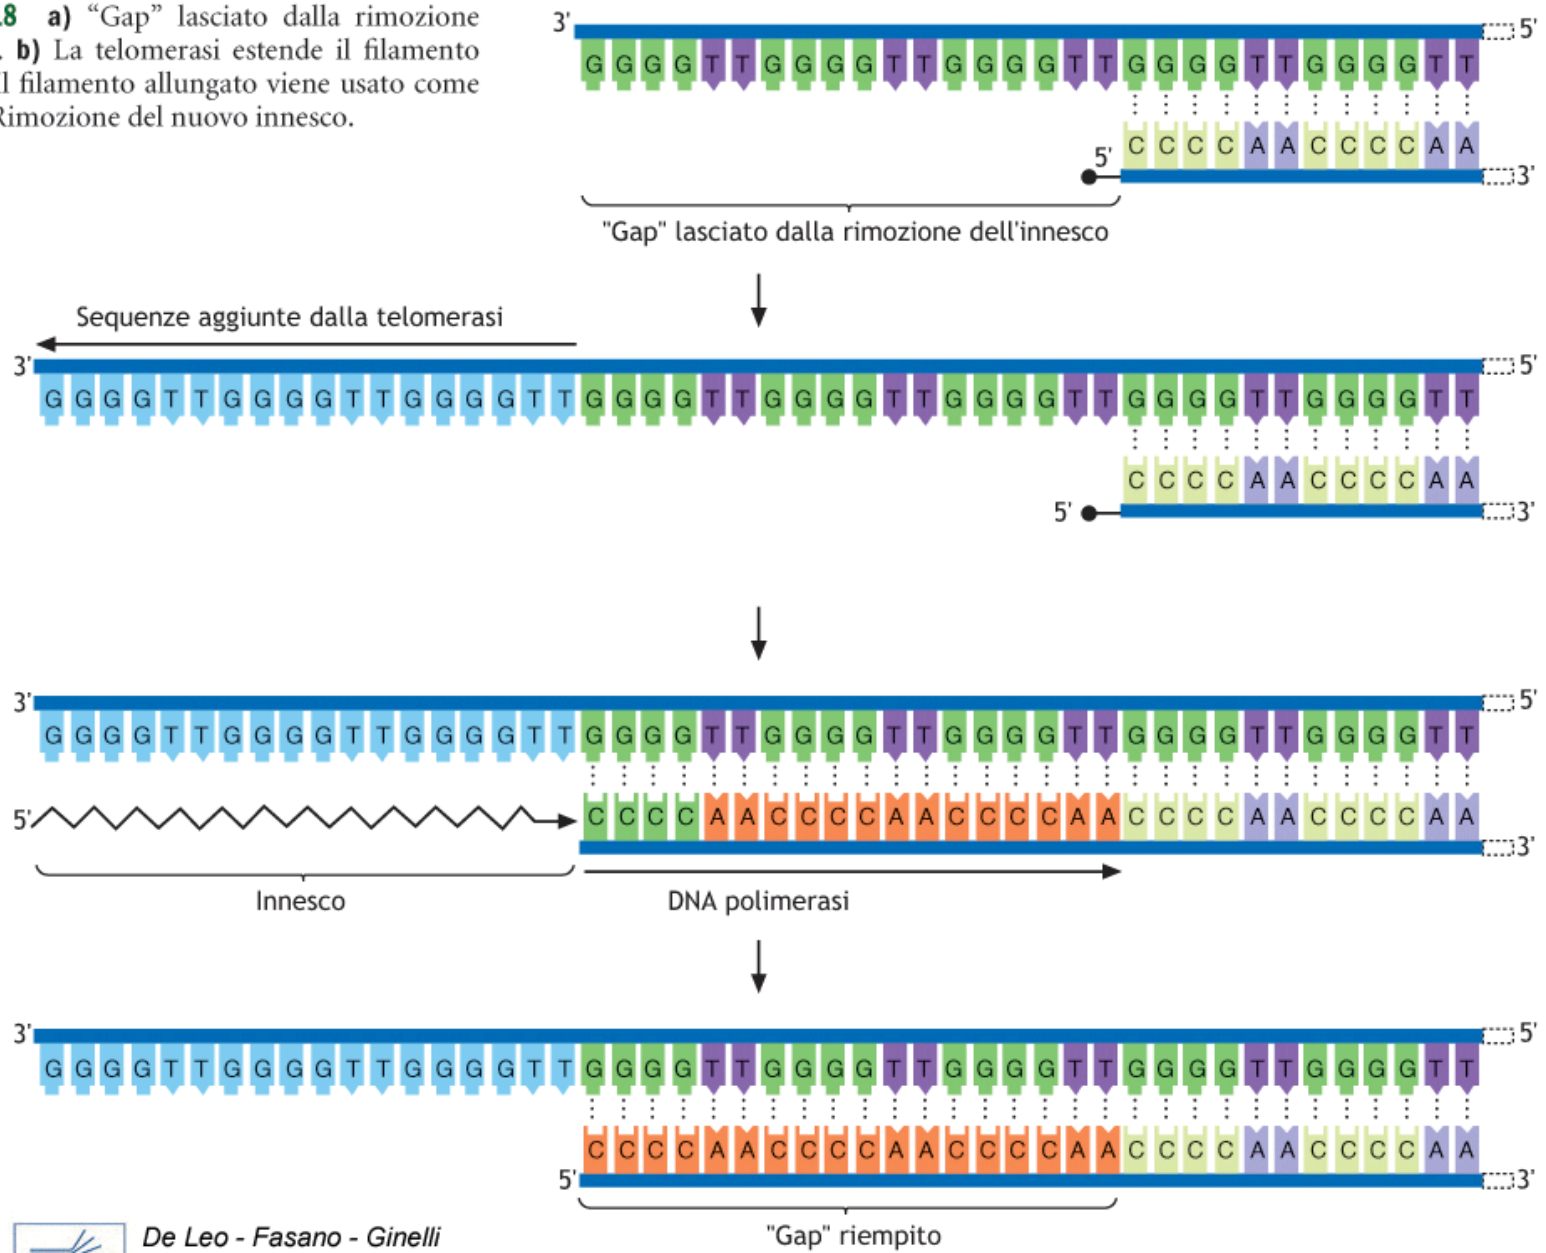 .8 a) “Gap” lasciato dalla rimozione
. b) La telomerasi estende il filamento
l filamento allungato viene usato come
Rimozione del nuovo innesco.
3' 5'
G G G G T T G G G G T T G G G G T T G G G G T T G G G G T T
5' C C C C A A C C C C A A
3'
"Gap" lasciato dalla rimozione dell'innesco
Sequenze aggiunte dalla telomerasi
3' 5'
G G G G T T G G G G T T G G G G T T G G G G T T G G G G T T G G G G T T G G G G T T G G G G T T
C C C C A A C C C C A A
5' 3'
3' 5'
G G G G T T G G G G T T G G G G T T G G G G T T G G G G T T G G G G T T G G G G T T G G G G T T
5' C C C C A A C C C C A A C C C C A A C C C C A A C C C C A A
3'
Innesco DNA polimerasi
3' 5'
G G G G T T G G G G T T G G G G T T G G G G T T G G G G T T G G G G T T G G G G T T G G G G T T
C C C C A A C C C C A A C C C C A A C C C C A A C C C C A A
5' 3'
"Gap" riempito
De Leo - Fasano - Ginelli